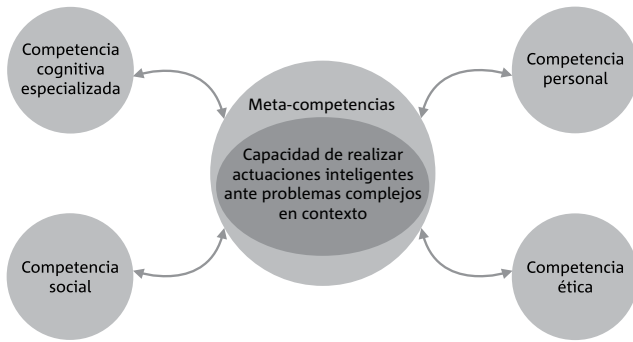 Competencia
cognitiva
especializada
Competencia
personal
Meta-competencias
Capacidad de realizar
actuaciones inteligentes
ante problemas complejos
en contexto
Competencia
social
Competencia
ética